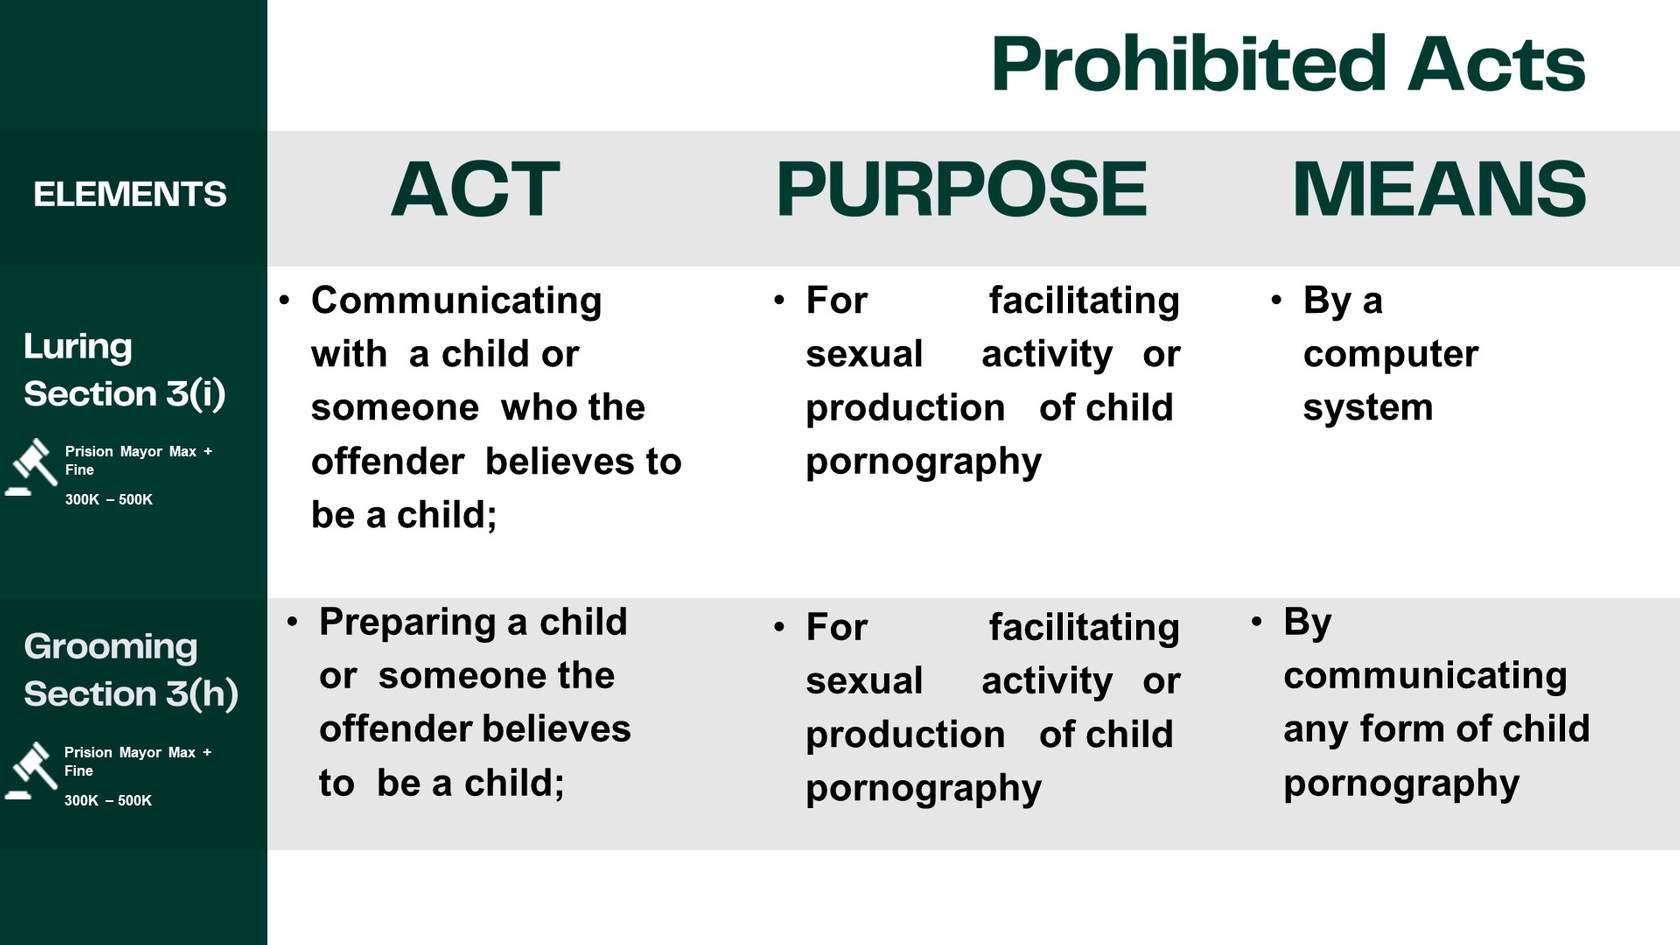 Prohibited Acts
ELEMENTS
ACT
PURPOSE
MEANS
Luring
Section 3(i)
Prision Mayor Max +
Fine
300K – 500K
• Communicating
with a child or
someone who the
offender believes to
be a child;
• For facilitating
sexual activity or
production of child
pornography
• By a
computer
system
Grooming
Section 3(h)
Prision Mayor Max +
Fine
300K – 500K
• Preparing a child
or someone the
offender believes
to be a child;
• For facilitating
sexual activity or
production of child
pornography
• By
communicating
any form of child
pornography